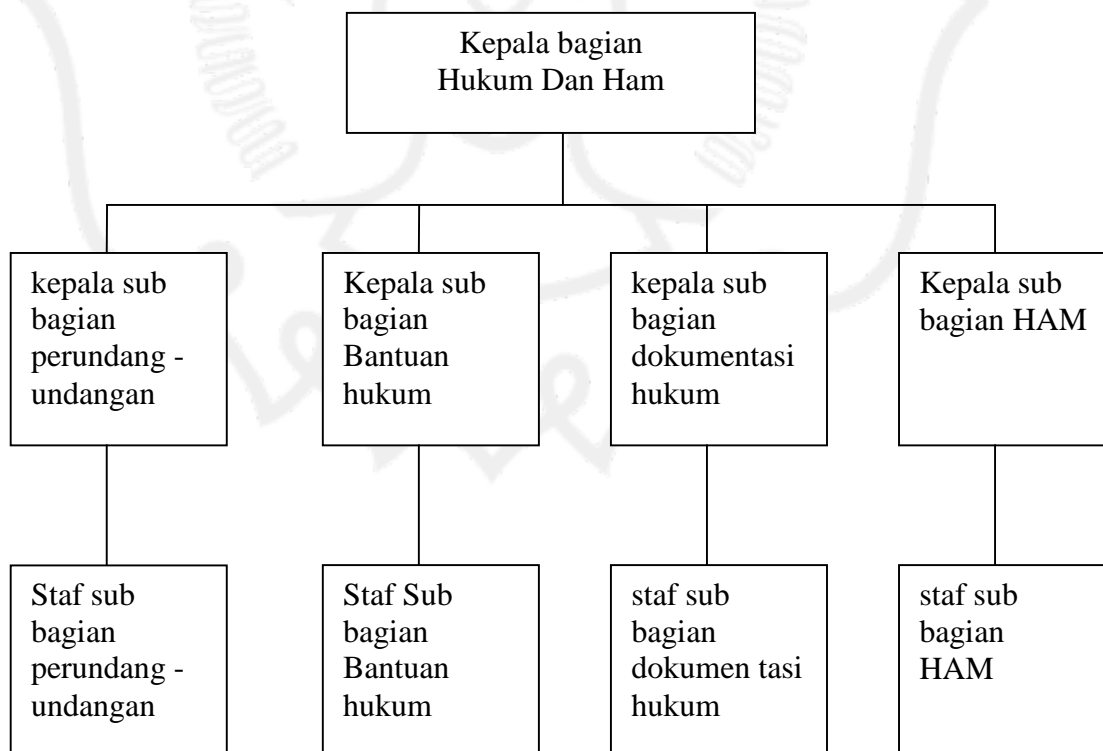 Kepala bagian
Hukum Dan Ham
kepala sub
bagian
perundang -
undangan
Kepala sub
bagian
Bantuan
hukum
kepala sub
bagian
dokumentasi
hukum
Kepala sub
bagian HAM
Staf sub
bagian
perundang -
undangan
Staf Sub
bagian
Bantuan
hukum
staf sub
bagian
dokumen tasi
hukum
staf sub
bagian
HAM